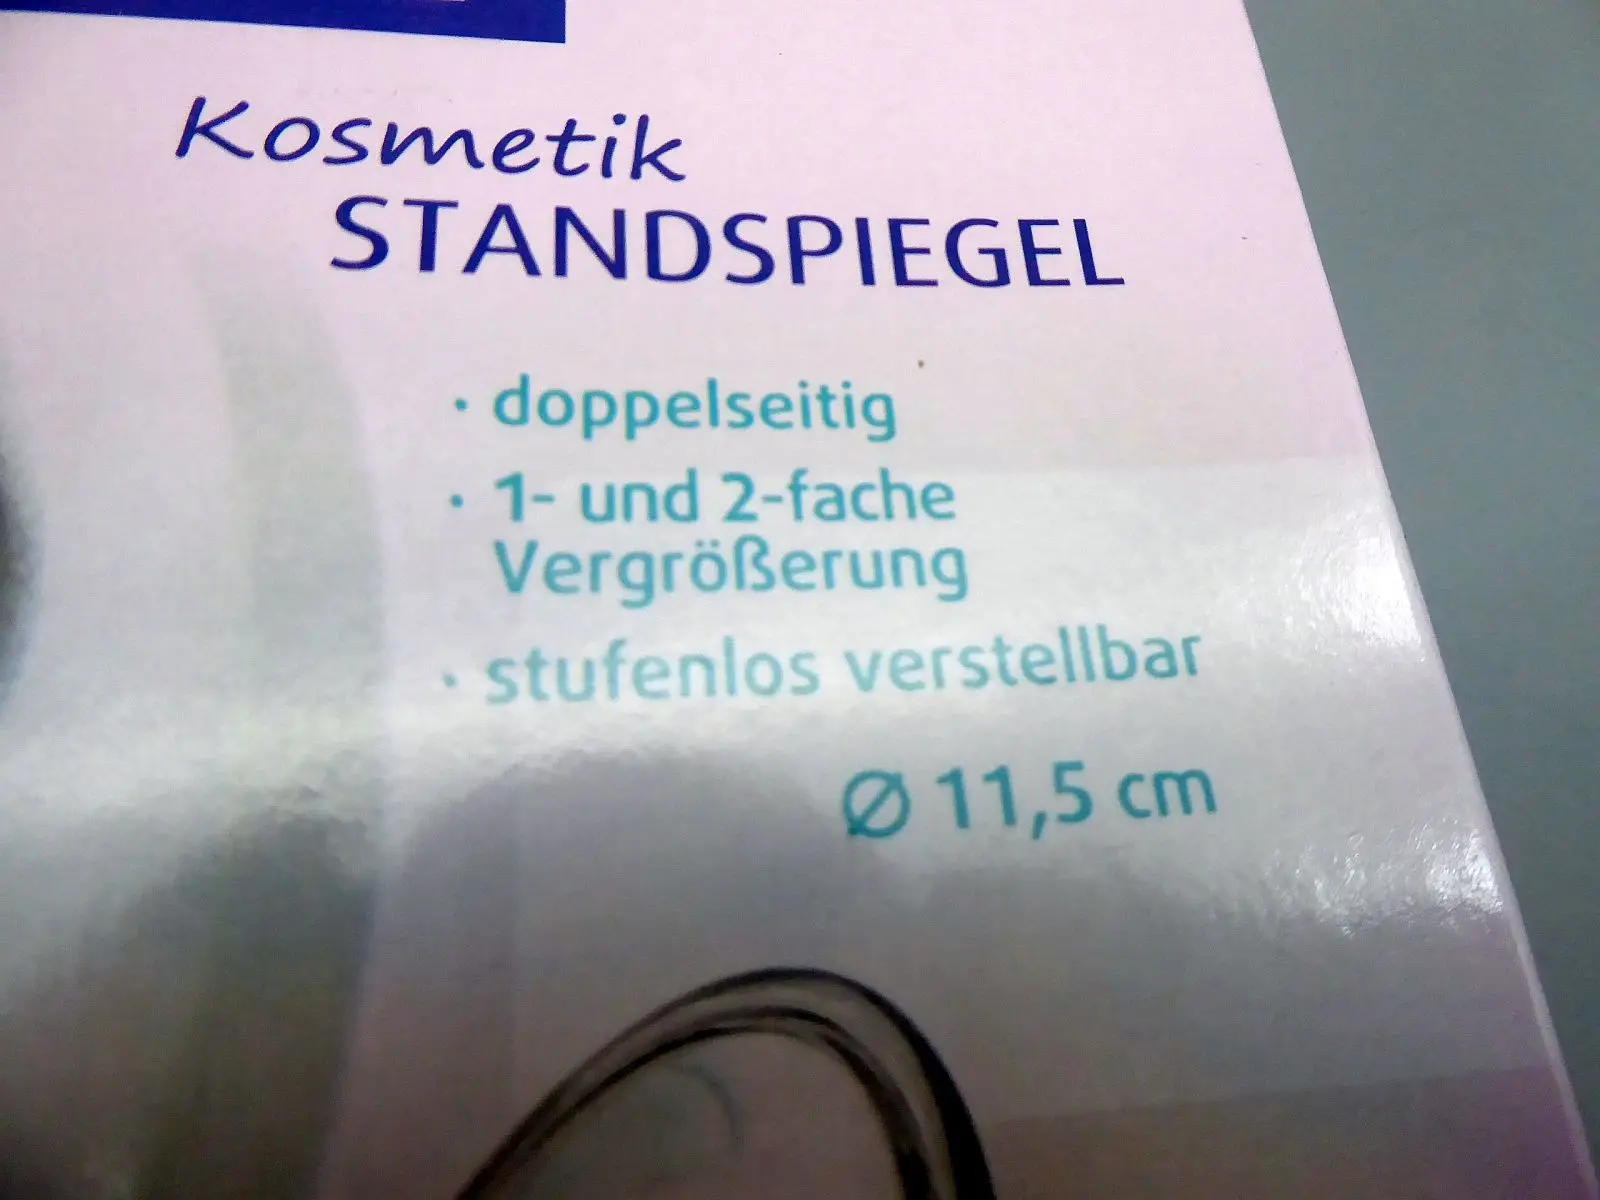 Kosmetik
STANDSPIEGEL
· doppelseitig
· 1- und 2-fache
Vergrößerung
· stufenlos verstellbar
Ø 11,5 cm